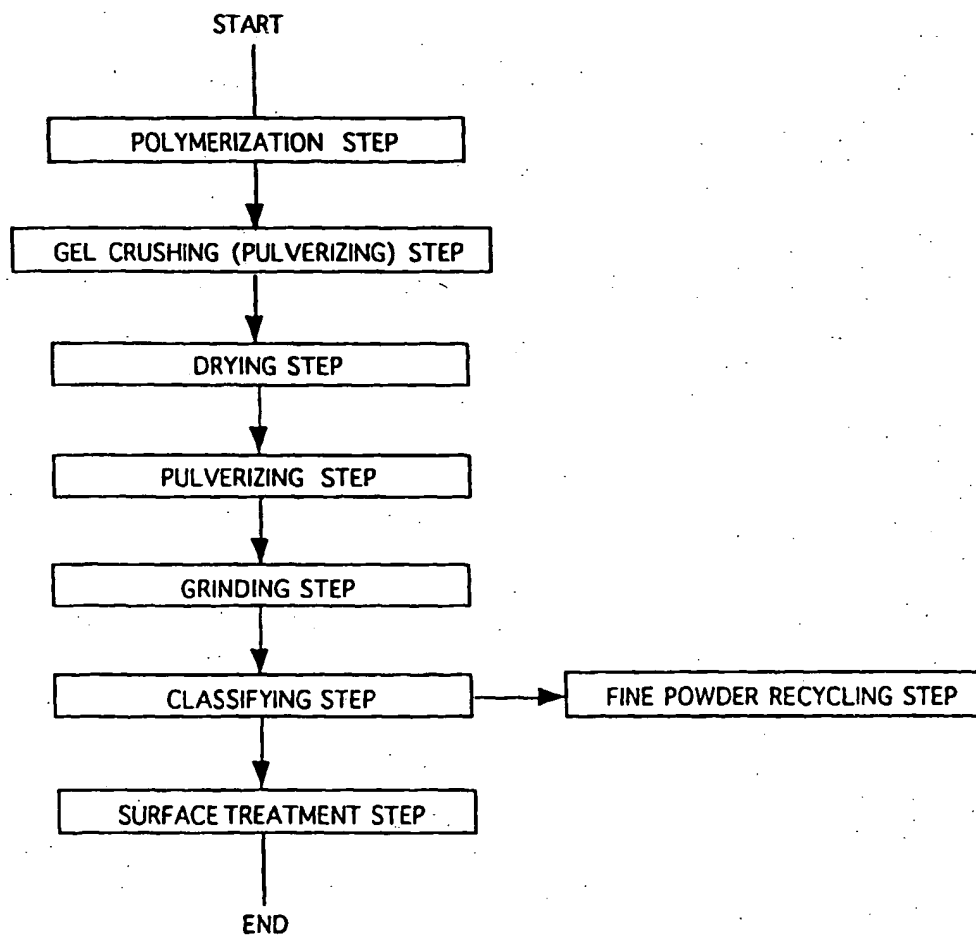 START
POLYMERIZATION STEP
GEL CRUSHING (PULVERIZING) STEP
DRYING STEP
PULVERIZING STEP
GRINDING STEP
CLASSIFYING STEP
FINE POWDER RECYCLING STEP
SURFACE TREATMENT STEP
END